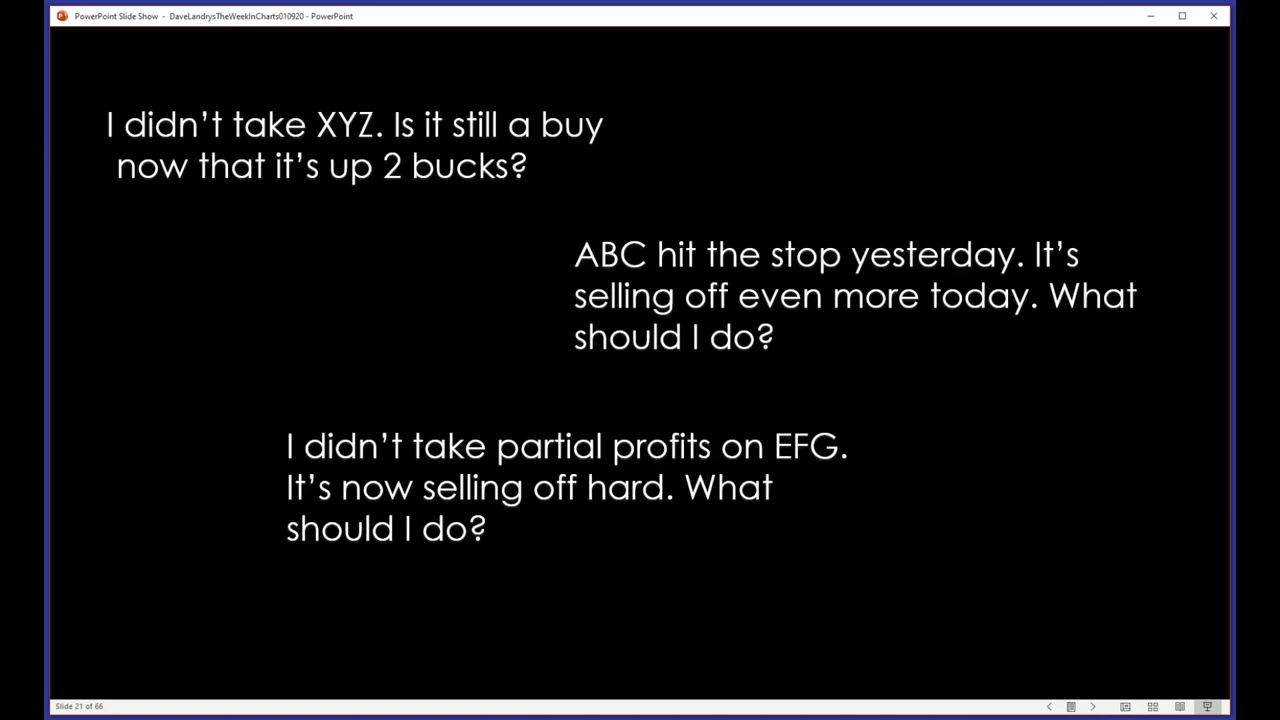 PowerPoint Slide Show - DaveLandrysTheWeekInCharts010920 - PowerPoint
I didn’t take XYZ. Is it still a buy
now that it’s up 2 bucks?
ABC hit the stop yesterday. It’s
selling off even more today. What
should I do?
I didn’t take partial profits on EFG.
It’s now selling off hard. What
should I do?
Slide 21 of 66